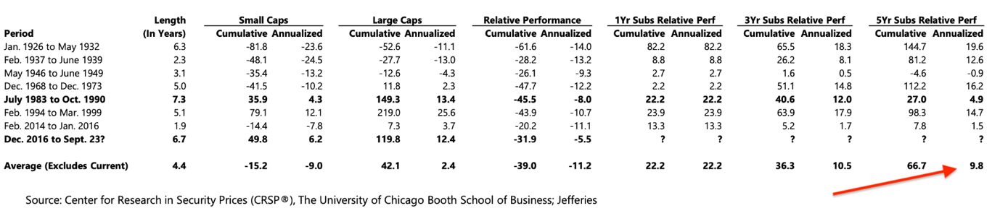 Length Small Caps Large Caps Relative Performance 1Yr Subs Relative Perf 3Yr Subs Relative Perf 5Yr Subs Relative Perf
Period (In Years) Cumulative Annualized Cumulative Annualized Cumulative Annualized Cumulative Annualized Cumulative Annualized Cumulative Annualized
Jan. 1926 to May 1932 6.3 -81.8 -23.6 -52.6 -11.1 -61.6 -14.0 82.2 82.2 65.5 18.3 144.7 19.6
Feb. 1937 to June 1939 2.3 -48.1 -24.5 -27.7 -13.0 -28.2 -13.2 8.8 8.8 26.2 8.1 81.2 12.6
May 1946 to June 1949 3.1 -35.4 -13.2 -12.6 -4.3 -26.1 -9.3 2.7 2.7 1.6 0.5 -4.6 -0.9
Dec. 1968 to Dec. 1973 5.0 -41.5 -10.2 11.8 2.3 -47.7 -12.2 2.2 2.2 51.1 14.8 112.2 16.2
July 1983 to Oct. 1990 7.3 35.9 4.3 149.3 13.4 -45.5 -8.0 22.2 22.2 40.6 12.0 27.0 4.9
Feb. 1994 to Mar. 1999 5.1 79.1 12.1 219.0 25.6 -43.9 -10.7 23.9 23.9 63.9 17.9 98.3 14.7
Feb. 2014 to Jan. 2016 1.9 -14.4 -7.8 7.3 3.7 -20.2 -11.1 13.3 13.3 5.2 1.7 7.8 1.5
Dec. 2016 to Sept. 23? 6.7 49.8 6.2 119.8 12.4 -31.9 -5.5 ? ? ? ? ? ?
Average (Excludes Current) 4.4 -15.2 -9.0 42.1 2.4 -39.0 -11.2 22.2 22.2 36.3 10.5 66.7 9.8
Source: Center for Research in Security Prices (CRSP®), The University of Chicago Booth School of Business; Jefferies